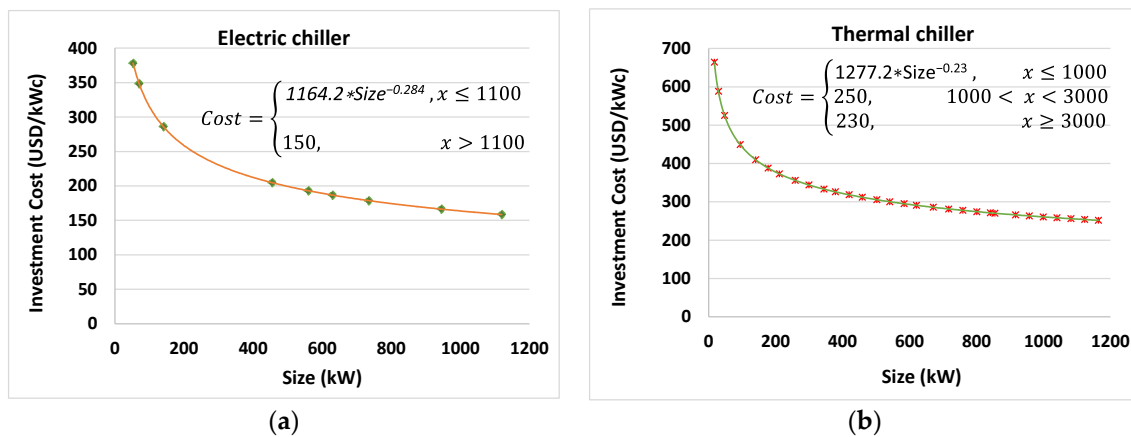 Electric chiller
Investment Cost (USD/kWc)
400
350
300
250
200
150
100
50
0
Cost = { 1164.2*Size^−0.284, x ≤ 1100
150, x > 1100
0 200 400 600 800 1000 1200
Size (kW)
(a)
Thermal chiller
Investment Cost (USD/kWc)
700
600
500
400
300
200
100
0
Cost = { 1277.2*Size^−0.23, x ≤ 1000
250, 1000 < x < 3000
230, x ≥ 3000
0 200 400 600 800 1000 1200
Size (kW)
(b)